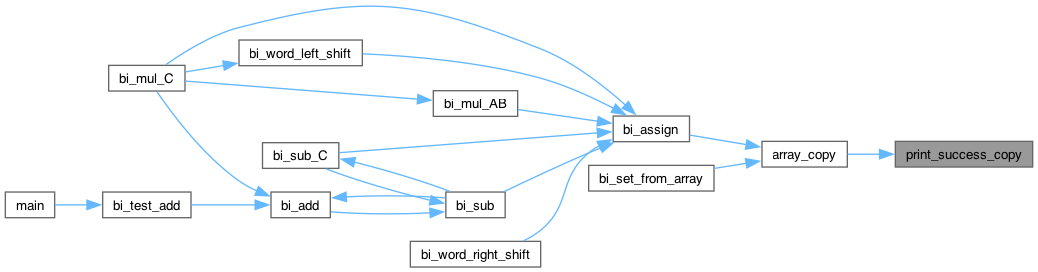 bi_word_left_shift
bi_mul_C
bi_mul_AB
bi_assign
bi_sub_C
array_copy
print_success_copy
bi_set_from_array
main
bi_test_add
bi_add
bi_sub
bi_word_right_shift